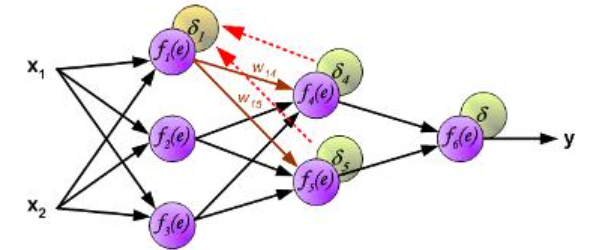 δ₁
f₁(e)
x₁
w₁₄
δ₄
f₄(e)
w₁₅
δ
f₂(e)
f₆(e)
y
δ₅
f₅(e)
x₂
f₃(e)